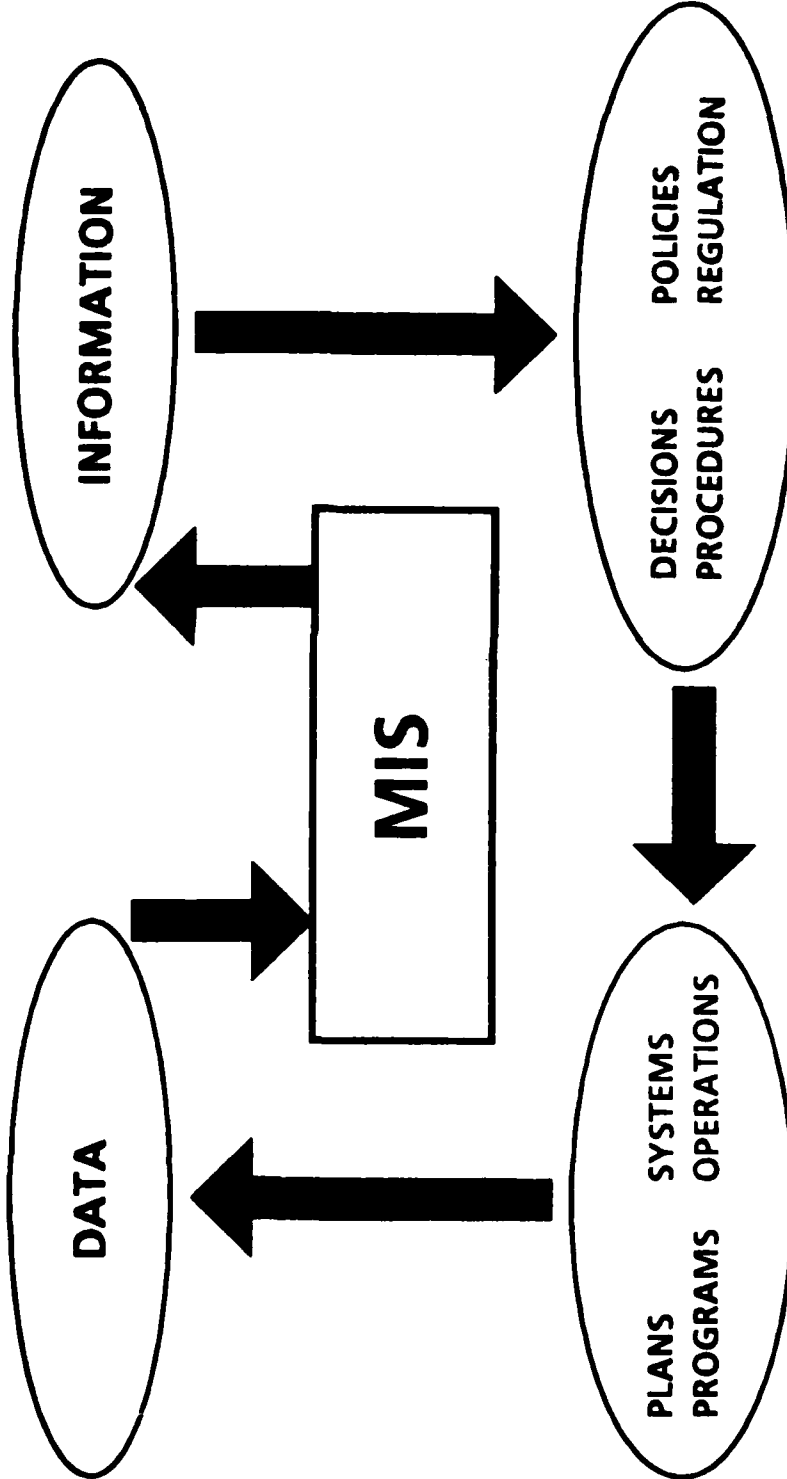 DATA
INFORMATION
MIS
PLANS SYSTEMS
PROGRAMS OPERATIONS
DECISIONS POLICIES
PROCEDURES REGULATION